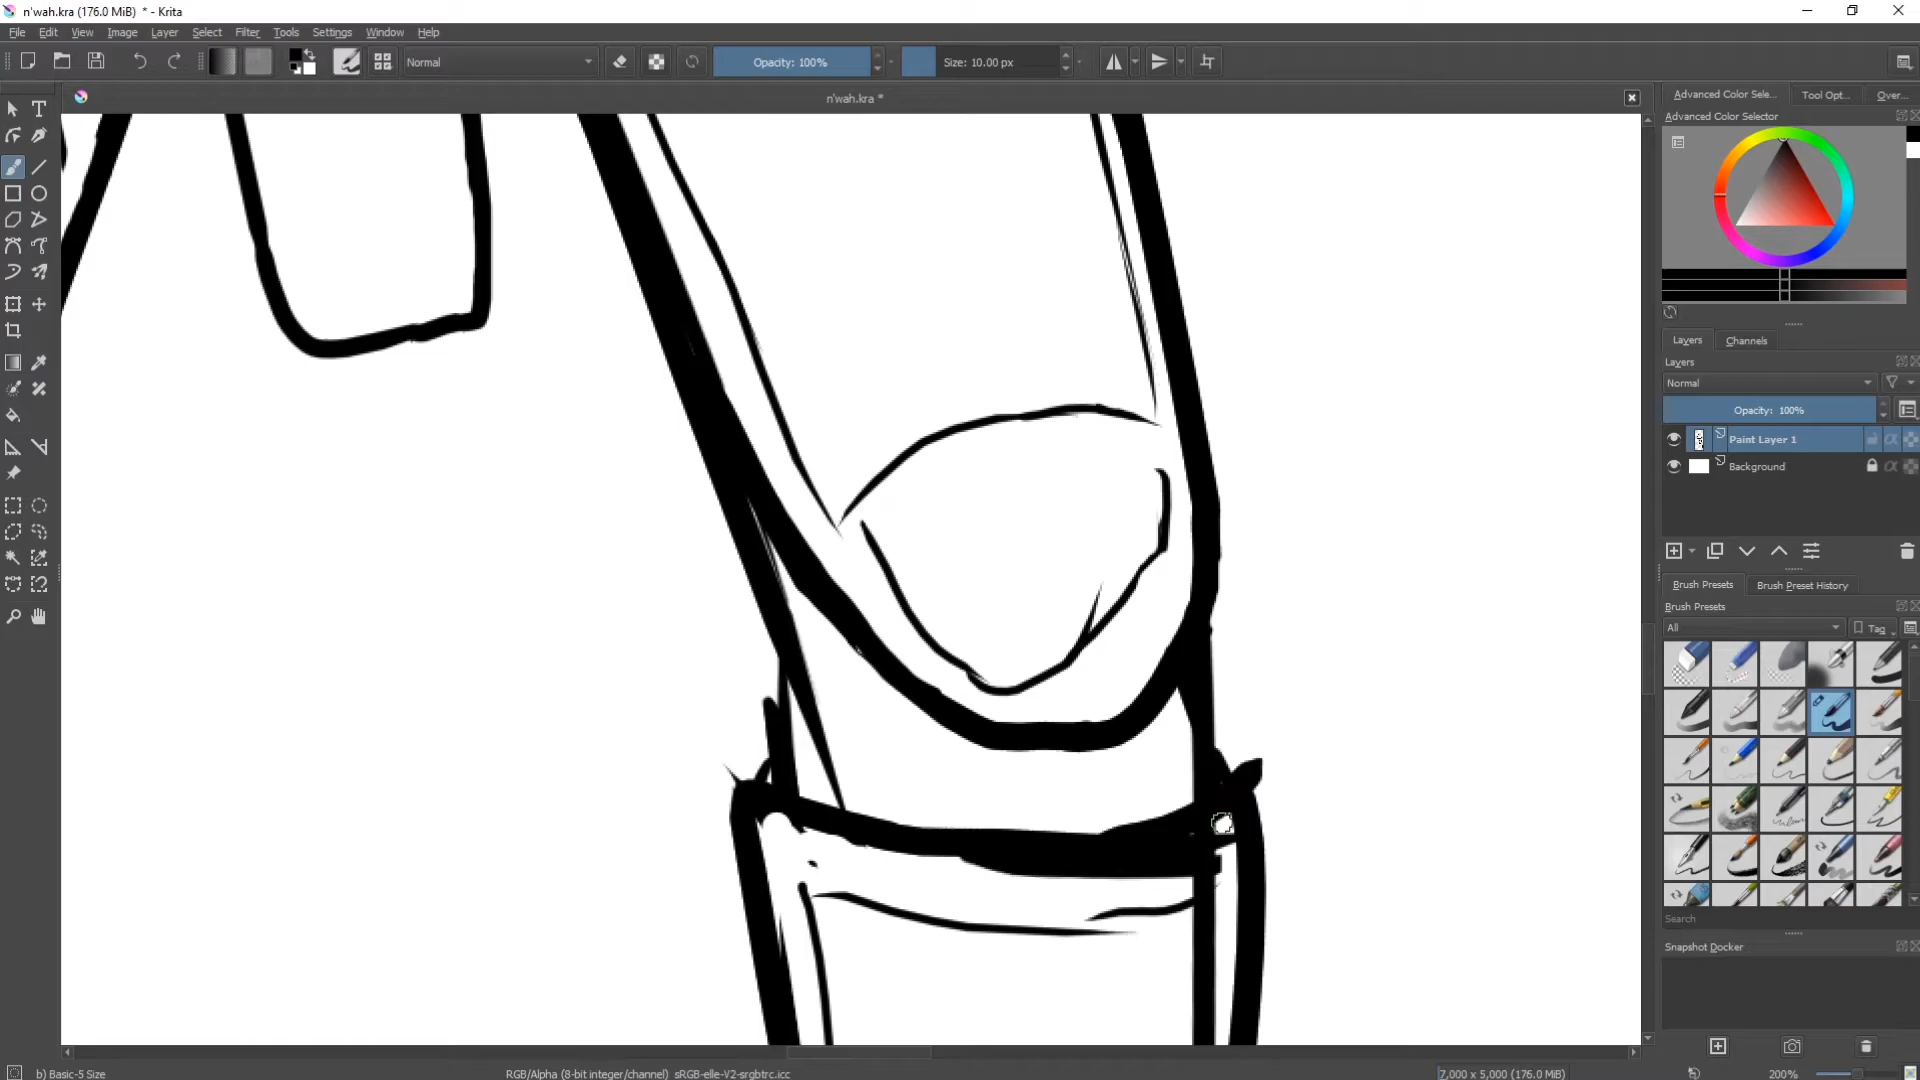 n'wah.kra (176.0 MiB) * - Krita
File Edit View Image Layer Select Filter Tools Settings Window Help
Normal Opacity: 100% Size: 10.00 px
n'wah.kra *
Advanced Color Sele... Tool Opt... Over...
Advanced Color Selector
Layers Channels
Layers
Normal
Opacity: 100%
Paint Layer 1
Background
Brush Presets Brush Preset History
Brush Presets
All Tag
Search
Snapshot Docker
b) Basic-5 Size RGB/Alpha (8-bit integer/channel) sRGB-elle-V2-srgbtrc.icc 7,000 x 5,000 (176.0 MiB) 200%